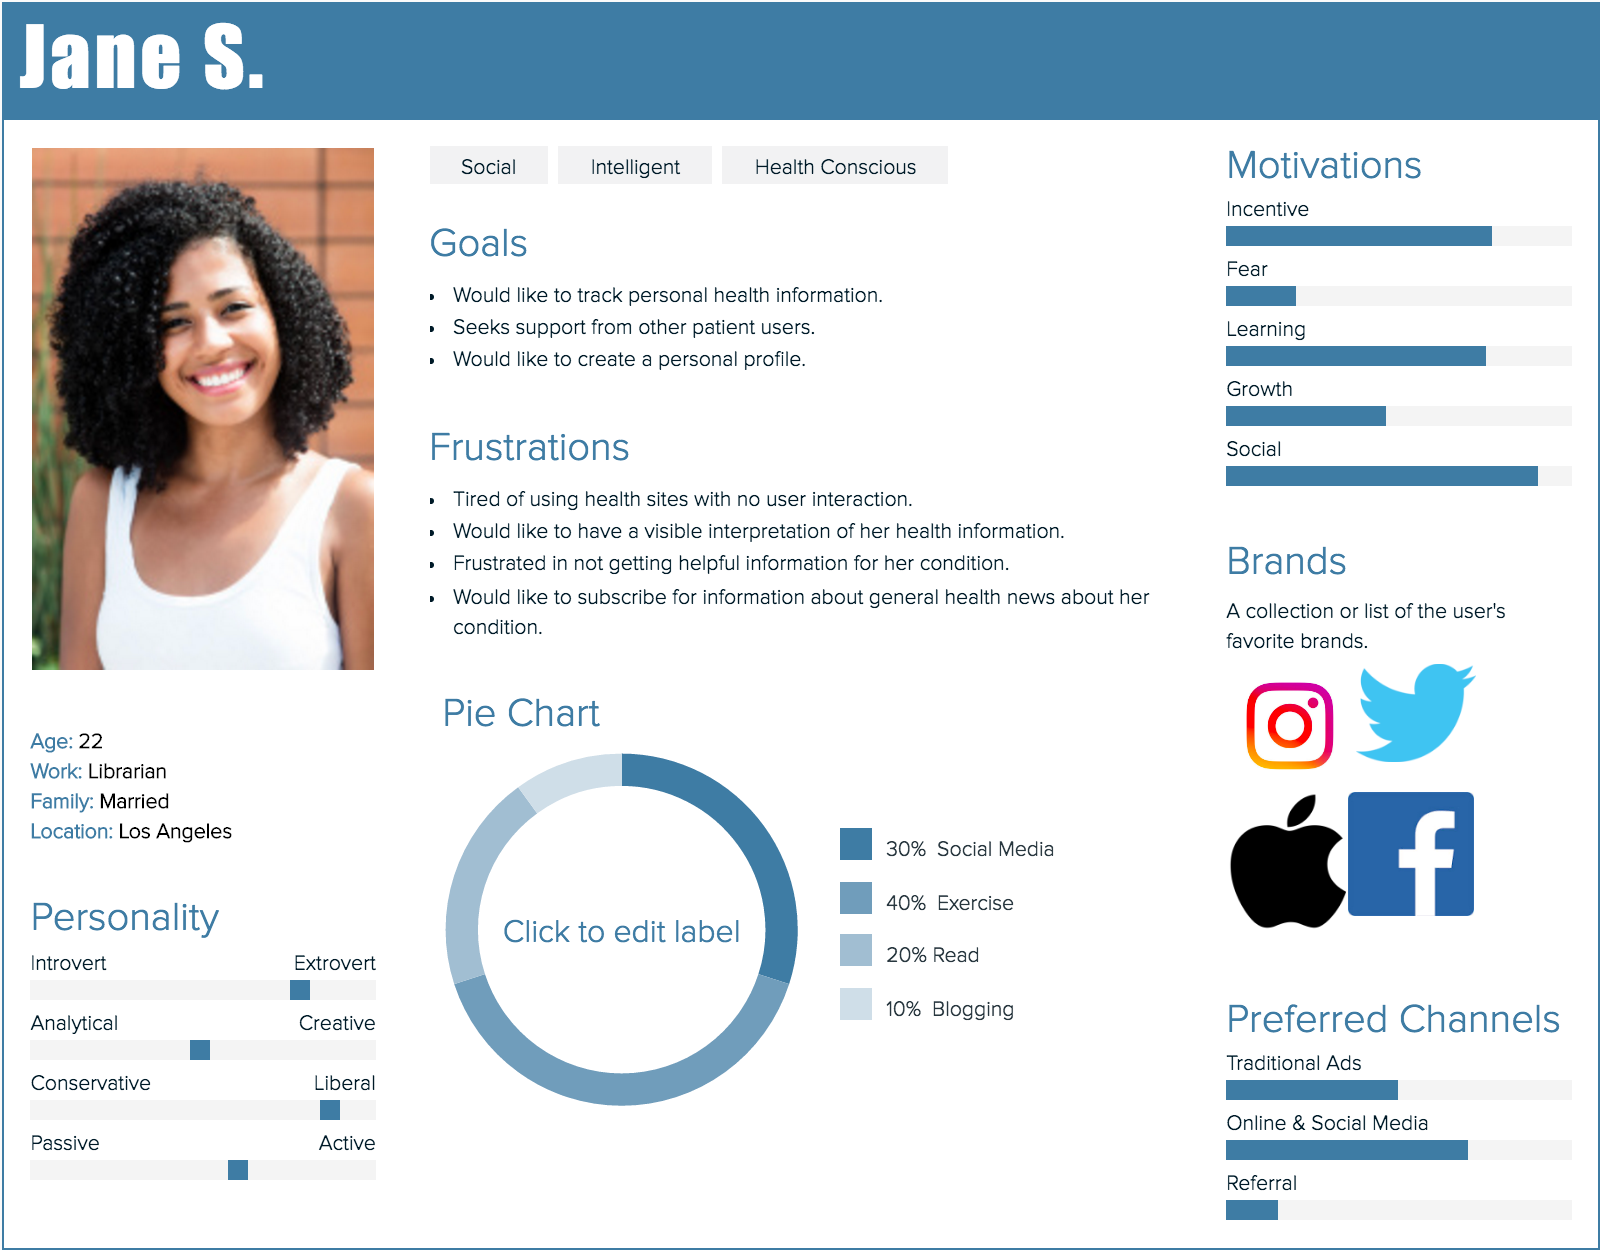 Jane S.
Social
Intelligent
Health Conscious
Goals
Would like to track personal health information.
Seeks support from other patient users.
Would like to create a personal profile.
Frustrations
Tired of using health sites with no user interaction.
Would like to have a visible interpretation of her health information.
Frustrated in not getting helpful information for her condition.
Would like to subscribe for information about general health news about her
condition.
Pie Chart
Click to edit label
30% Social Media
40% Exercise
20% Read
10% Blogging
Age: 22
Work: Librarian
Family: Married
Location: Los Angeles
Personality
Introvert Extrovert
Analytical Creative
Conservative Liberal
Passive Active
Motivations
Incentive
Fear
Learning
Growth
Social
Brands
A collection or list of the user's
favorite brands.
f
Preferred Channels
Traditional Ads
Online & Social Media
Referral